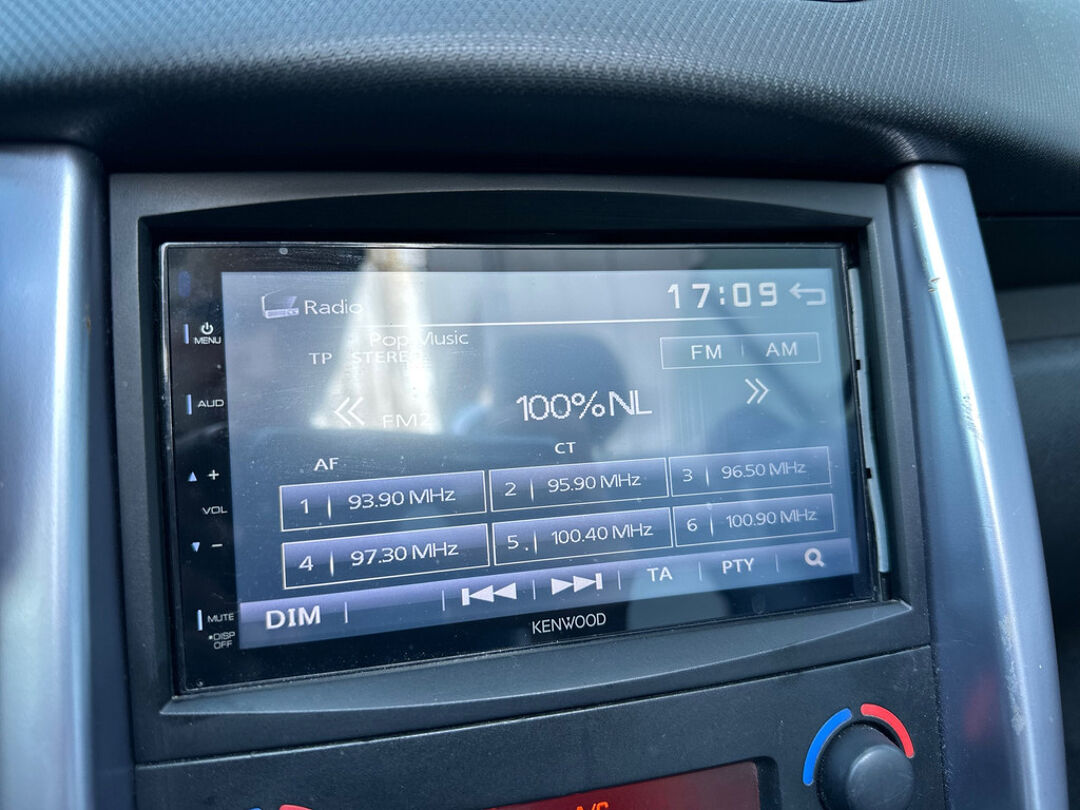 Radio 17:09
Pop Music
TP STEREO
FM AM
FM2 100%NL
AF CT
1 93.90 MHz 2 95.90 MHz 3 96.50 MHz
4 97.30 MHz 5 100.40 MHz 6 100.90 MHz
DIM TA PTY
MENU
AUD
+
VOL
-
MUTE
•DISP
OFF
KENWOOD